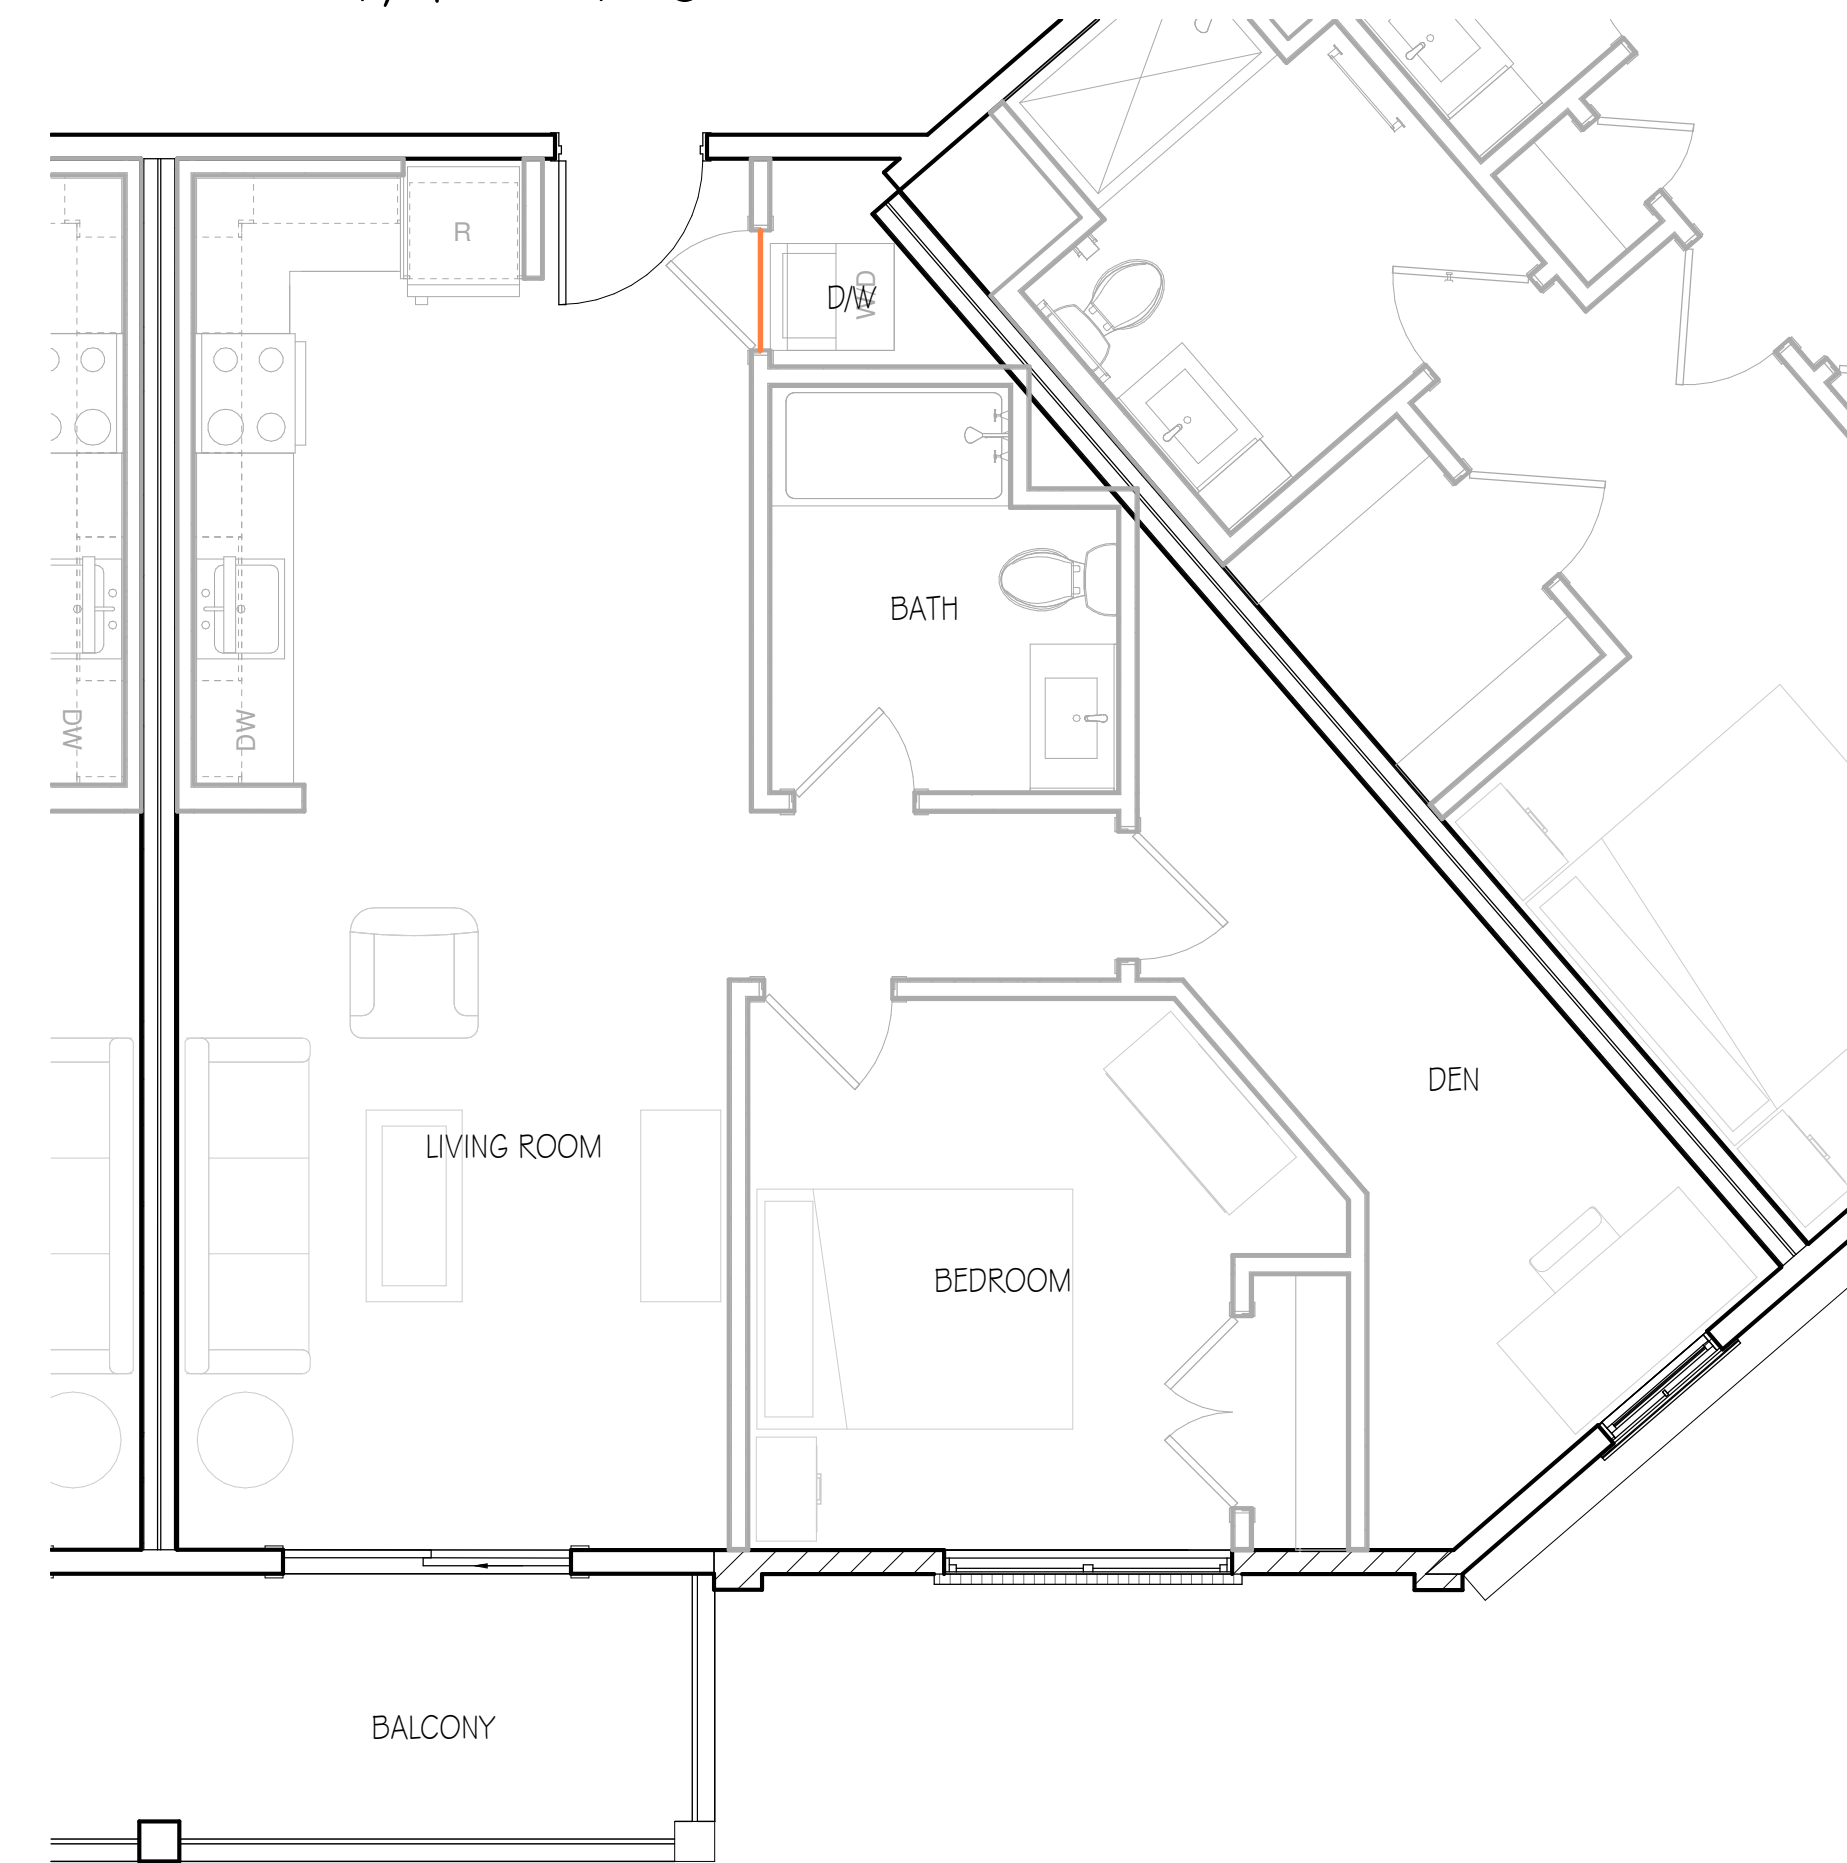 R
D/W
W/D
BATH
DW
DW
DEN
LIVING ROOM
BEDROOM
BALCONY